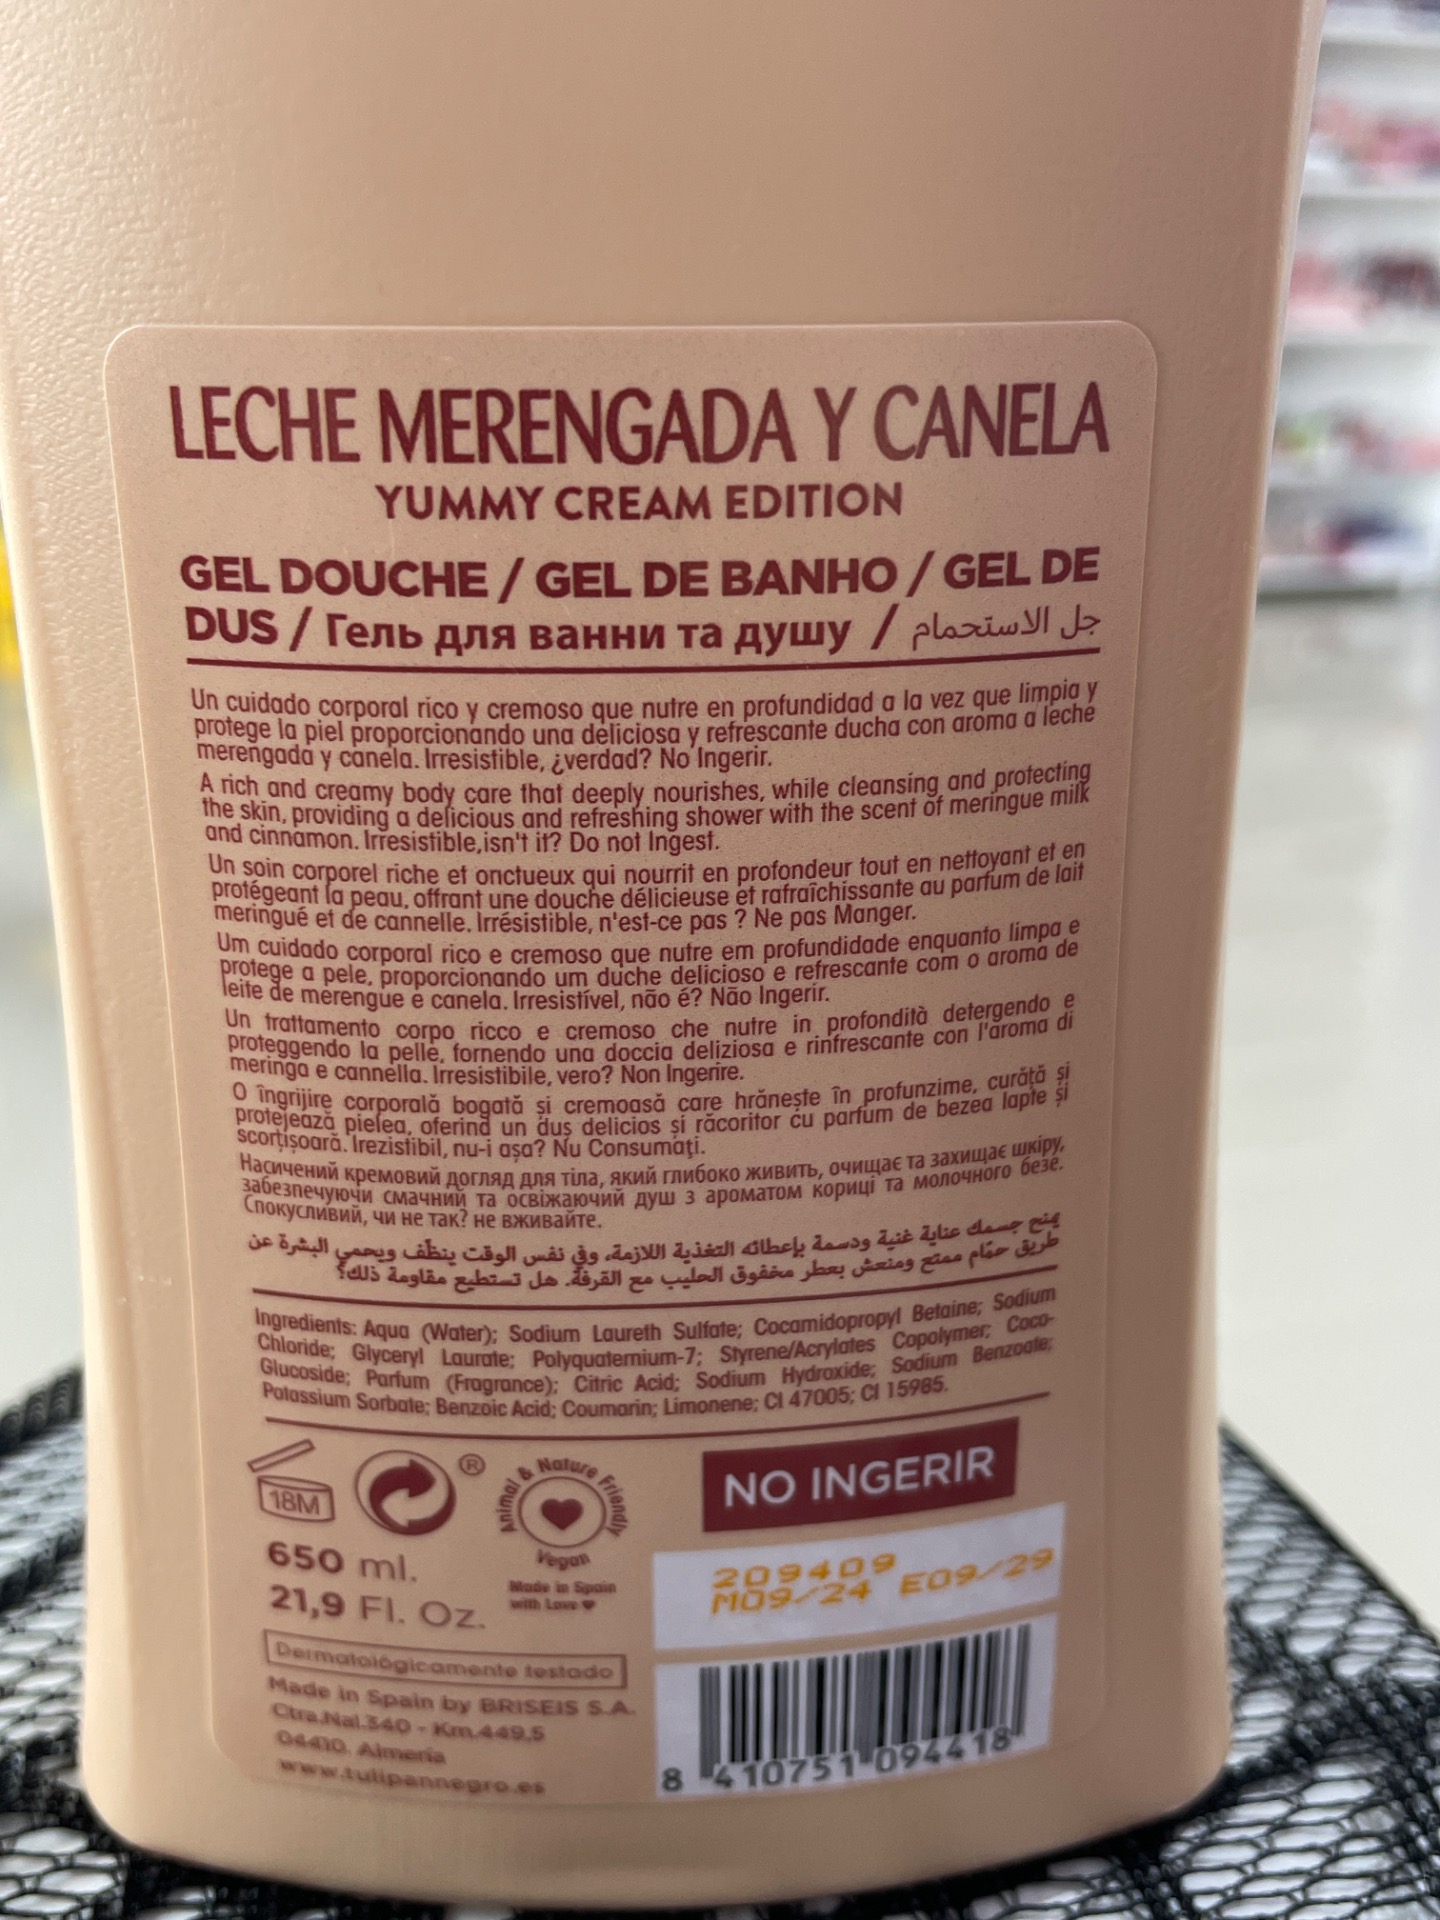 LECHE MERENGADA Y CANELA
YUMMY CREAM EDITION
GEL DOUCHE / GEL DE BANHO / GEL DE
DUS / Гель для ванни та душу / جل الاستحمام
Un cuidado corporal rico y cremoso que nutre en profundidad a la vez que limpia y
protege la piel proporcionando una deliciosa y refrescante ducha con aroma a leche
merengada y canela. Irresistible, ¿verdad? No Ingerir.
A rich and creamy body care that deeply nourishes, while cleansing and protecting
the skin, providing a delicious and refreshing shower with the scent of meringue milk
and cinnamon. Irresistible,isn't it? Do not Ingest.
Un soin corporel riche et onctueux qui nourrit en profondeur tout en nettoyant et en
protégeant la peau, offrant une douche délicieuse et rafraîchissante au parfum de lait
meringué et de cannelle. Irrésistible, n'est-ce pas ? Ne pas Manger.
Um cuidado corporal rico e cremoso que nutre em profundidade enquanto limpa e
protege a pele, proporcionando um duche delicioso e refrescante com o aroma de
leite de merengue e canela. Irresistível, não é? Não Ingerir.
Un trattamento corpo ricco e cremoso che nutre in profondità detergendo e
proteggendo la pelle, fornendo una doccia deliziosa e rinfrescante con l'aroma di
meringa e cannella. Irresistibile, vero? Non Ingerire.
O îngrijire corporală bogată și cremoasă care hrănește în profunzime, curăță și
protejează pielea, oferind un duș delicios și răcoritor cu parfum de bezea lapte și
scorțișoară. Irezistibil, nu-i așa? Nu Consumați.
Насичений кремовий догляд для тіла, який глибоко живить, очищає та захищає шкіру,
забезпечуючи смачний та освіжаючий душ з ароматом кориці та молочного безе.
Спокусливий, чи не так? не вживайте.
يمنح جسمك عناية غنية ودسمة بإعطائه التغذية اللازمة، وفي نفس الوقت ينظّف ويحمي البشرة عن
طريق حمّام ممتع ومنعش بعطر مخفوق الحليب مع القرفة. هل تستطيع مقاومة ذلك؟
Ingredients: Aqua (Water); Sodium Laureth Sulfate; Cocamidopropyl Betaine; Sodium
Chloride; Glyceryl Laurate; Polyquaternium-7; Styrene/Acrylates Copolymer; Coco-
Glucoside; Parfum (Fragrance); Citric Acid; Sodium Hydroxide; Sodium Benzoate;
Potassium Sorbate; Benzoic Acid; Coumarin; Limonene; CI 47005; CI 15985.
18M
®
Animal & Nature Friendly
Vegan
Made in Spain
with Love
NO INGERIR
650 ml.
21,9 Fl. Oz.
209409
M09/24 E09/29
Dermatológicamente testado
Made in Spain by BRISEIS S.A.
Ctra.Nal.340 - Km.449,5
04410. Almería
www.tulipannegro.es
8 410751 094418